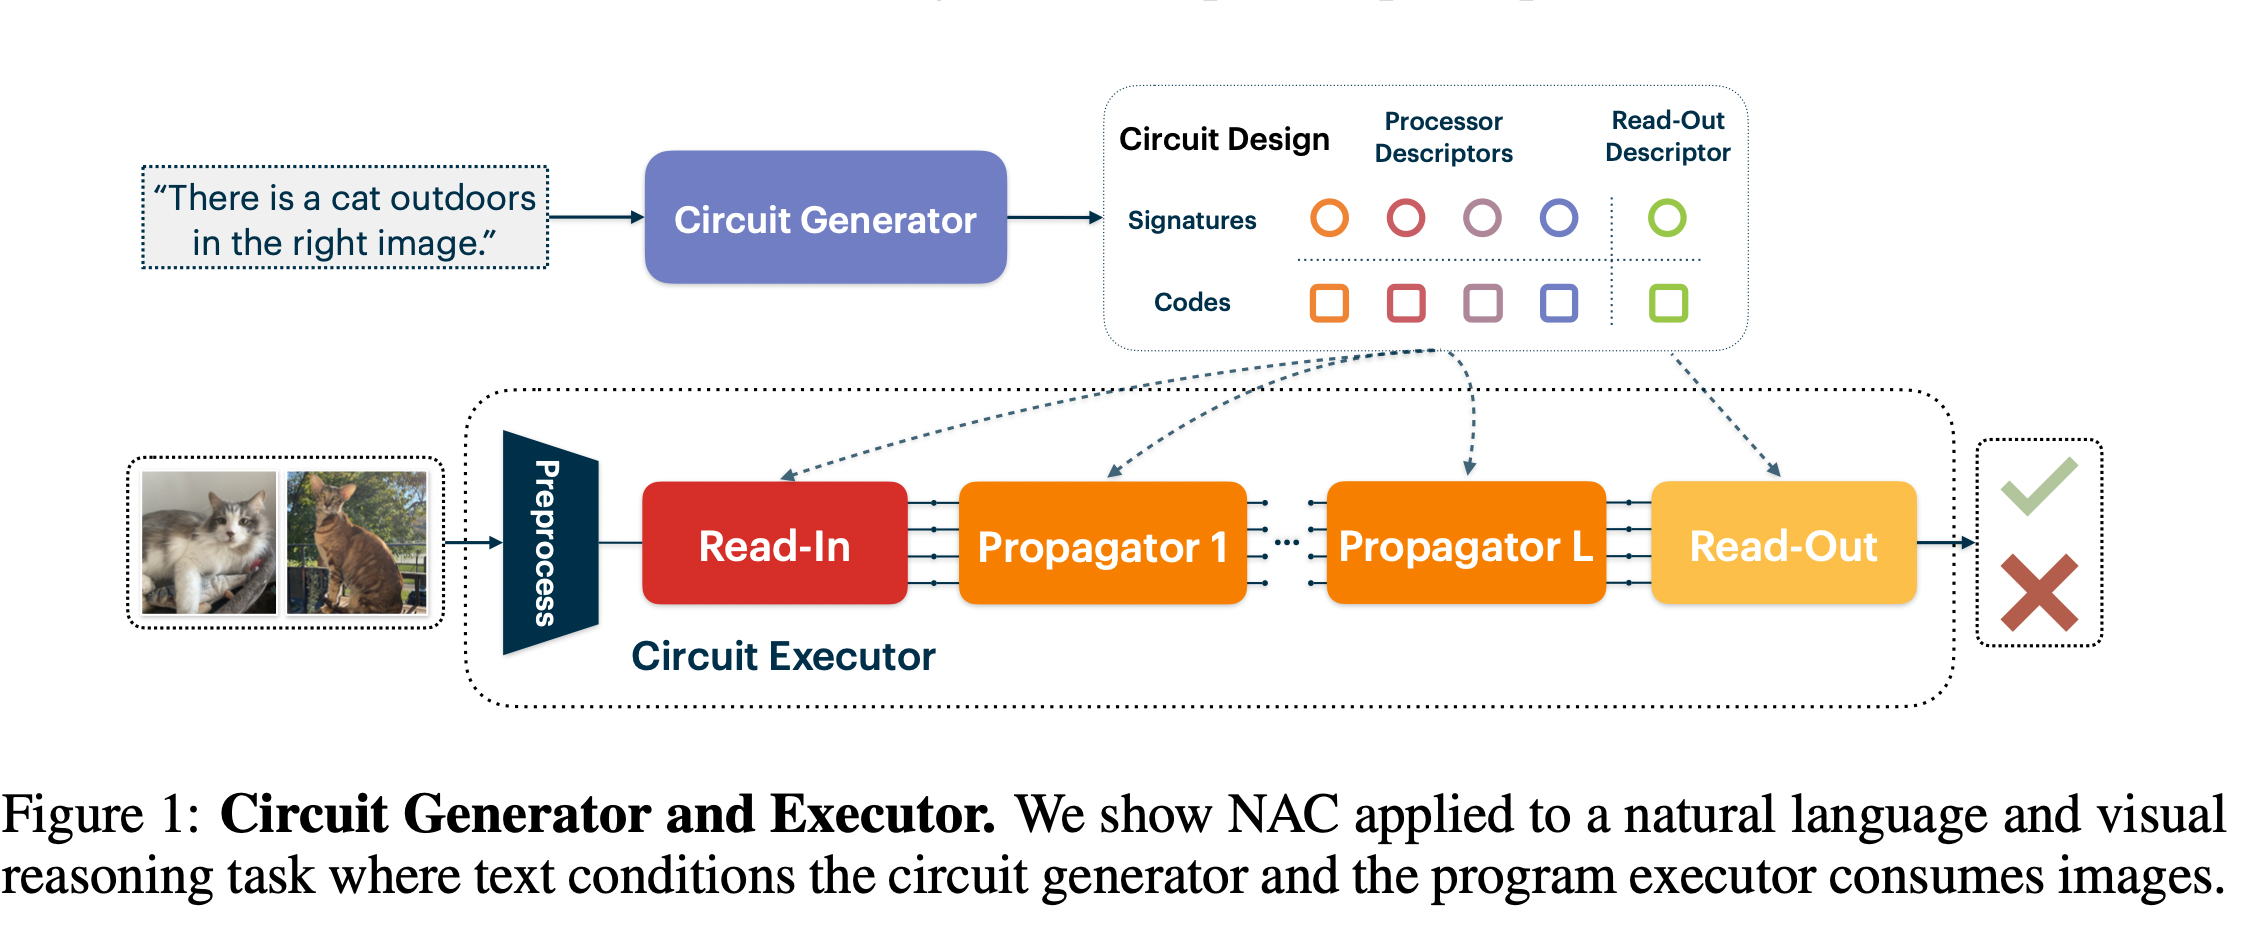 Circuit Design
Processor
Descriptors
Read-Out
Descriptor
“There is a cat outdoors
in the right image.”
Circuit Generator
Signatures
Codes
Preprocess
Read-In
Propagator 1
...
Propagator L
Read-Out
Circuit Executor
Figure 1: Circuit Generator and Executor. We show NAC applied to a natural language and visual
reasoning task where text conditions the circuit generator and the program executor consumes images.